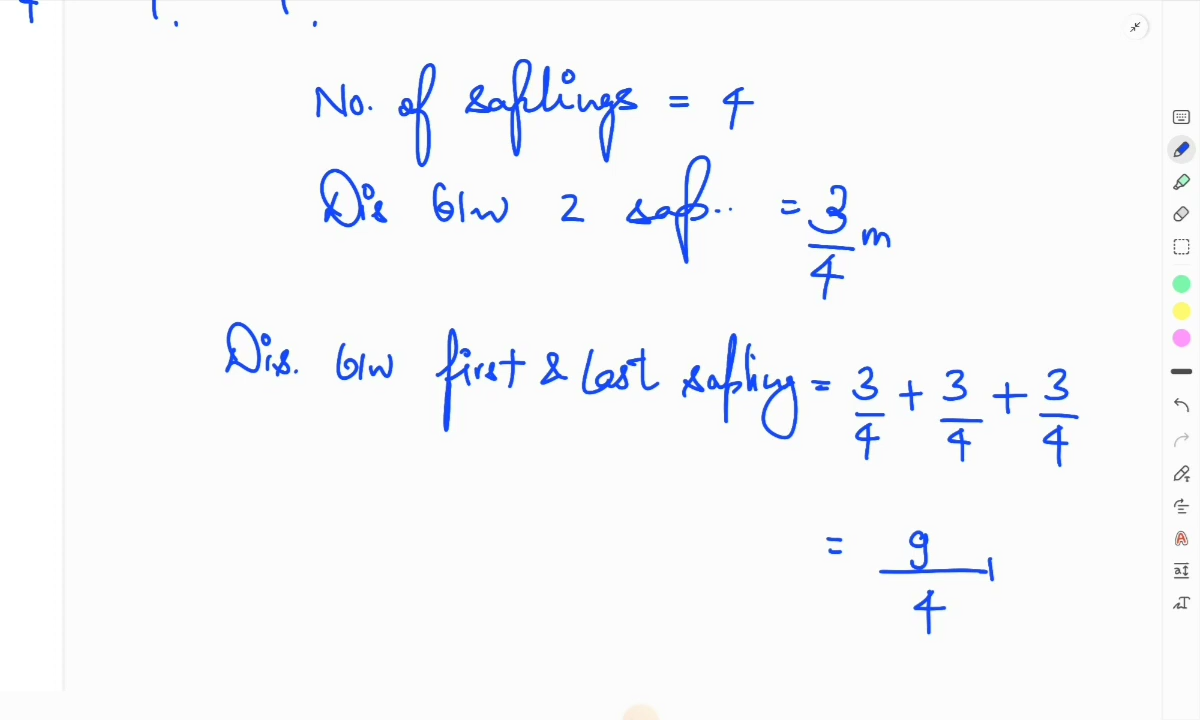 No. of saplings = 4
Dis b/w 2 sap.. = 3/4 m
Dis. b/w first & last sapling = 3/4 + 3/4 + 3/4
= 9/4